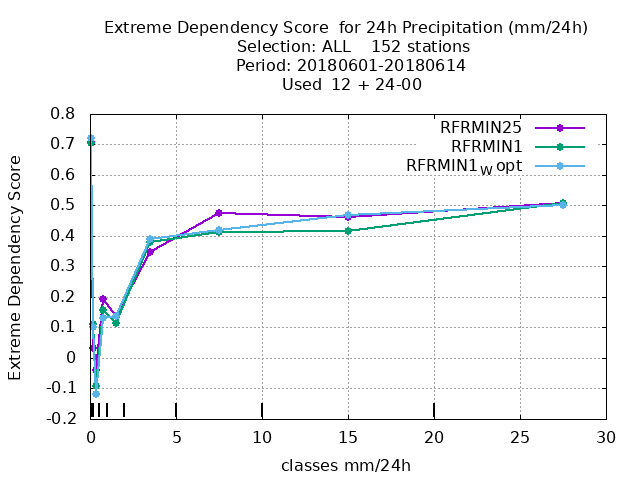 Extreme Dependency Score  for 24h Precipitation (mm/24h)
Selection: ALL    152 stations
Period: 20180601-20180614
Used  12 + 24-00
RFRMIN25
RFRMIN1
RFRMIN1W opt
Extreme Dependency Score
0.8
0.7
0.6
0.5
0.4
0.3
0.2
0.1
0
-0.1
-0.2
0 5 10 15 20 25 30
classes mm/24h